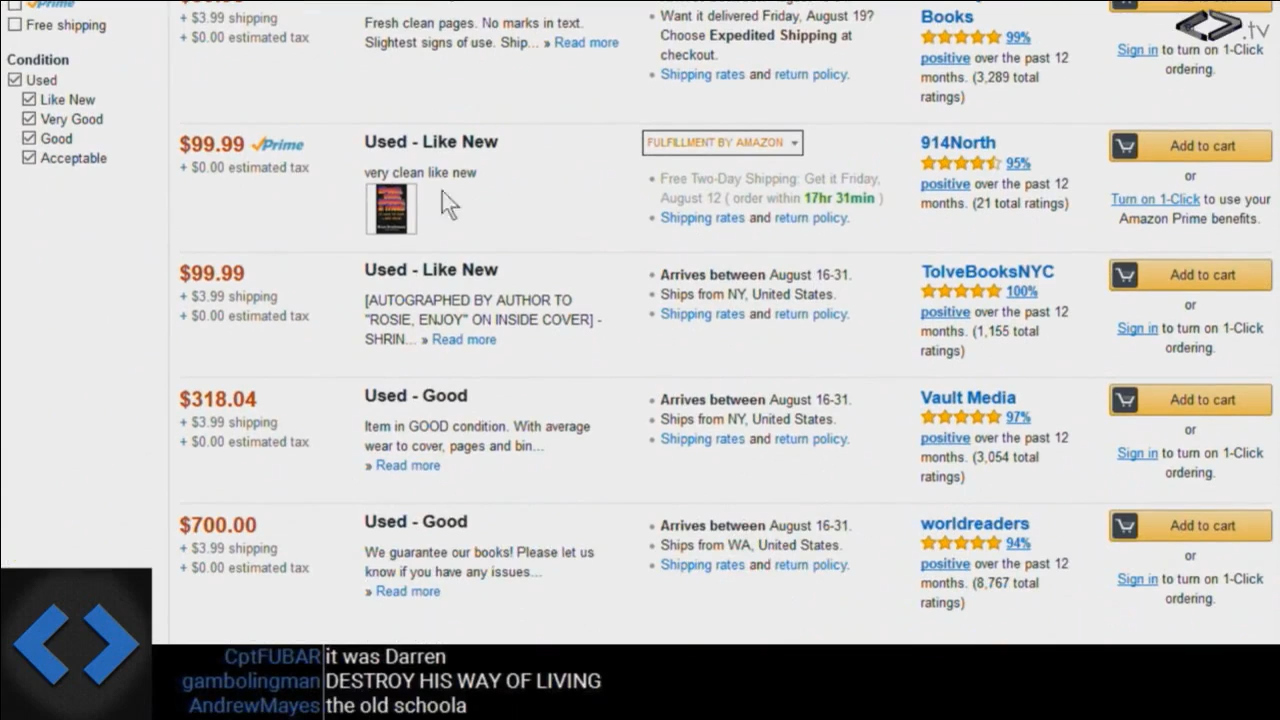 Prime
Free shipping
Condition
Used
Like New
Very Good
Good
Acceptable
+ $3.99 shipping
+ $0.00 estimated tax
Fresh clean pages. No marks in text.
Slightest signs of use. Ship... » Read more
Want it delivered Friday, August 19?
Choose Expedited Shipping at
checkout.
Shipping rates and return policy.
Books
99%
positive over the past 12
months. (3,289 total
ratings)
.tv
Sign in to turn on 1-Click
ordering.
$99.99 Prime
+ $0.00 estimated tax
Used - Like New
very clean like new
FULFILLMENT BY AMAZON
Free Two-Day Shipping: Get it Friday,
August 12 ( order within 17hr 31min )
Shipping rates and return policy.
914North
95%
positive over the past 12
months. (21 total ratings)
Add to cart
or
Turn on 1-Click to use your
Amazon Prime benefits.
$99.99
+ $3.99 shipping
+ $0.00 estimated tax
Used - Like New
[AUTOGRAPHED BY AUTHOR TO
"ROSIE, ENJOY" ON INSIDE COVER] -
SHRIN... » Read more
Arrives between August 16-31.
Ships from NY, United States.
Shipping rates and return policy.
TolveBooksNYC
100%
positive over the past 12
months. (1,155 total
ratings)
Add to cart
or
Sign in to turn on 1-Click
ordering.
$318.04
+ $3.99 shipping
+ $0.00 estimated tax
Used - Good
Item in GOOD condition. With average
wear to cover, pages and bin...
» Read more
Arrives between August 16-31.
Ships from NY, United States.
Shipping rates and return policy.
Vault Media
97%
positive over the past 12
months. (3,054 total
ratings)
Add to cart
or
Sign in to turn on 1-Click
ordering.
$700.00
+ $3.99 shipping
+ $0.00 estimated tax
Used - Good
We guarantee our books! Please let us
know if you have any issues...
» Read more
Arrives between August 16-31.
Ships from WA, United States.
Shipping rates and return policy.
worldreaders
94%
positive over the past 12
months. (8,767 total
ratings)
Add to cart
or
Sign in to turn on 1-Click
ordering.
CptFUBAR it was Darren
gambolingman DESTROY HIS WAY OF LIVING
AndrewMayes the old schoola